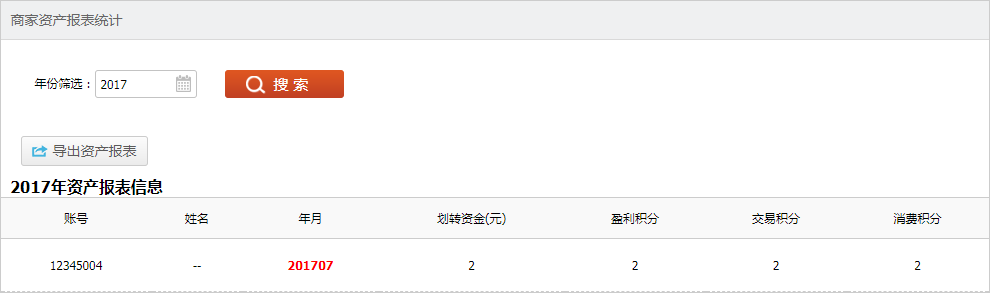 商家资产报表统计
年份筛选： 2017 搜 索
导出资产报表
2017年资产报表信息
账号 姓名 年月 划转资金(元) 盈利积分 交易积分 消费积分
12345004 -- 201707 2 2 2 2